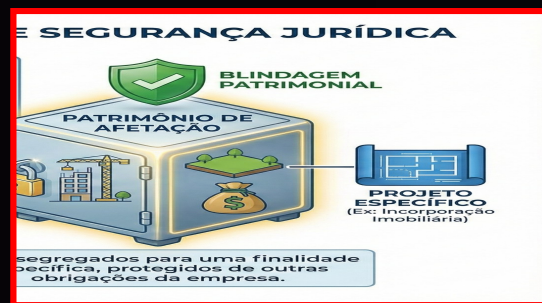 E SEGURANÇA JURÍDICA
BLINDAGEM
PATRIMONIAL
PATRIMÔNIO DE
AFETAÇÃO
$
PROJETO
ESPECÍFICO
(Ex: Incorporação
Imobiliária)
segregados para uma finalidade
pecífica, protegidos de outras
obrigações da empresa.